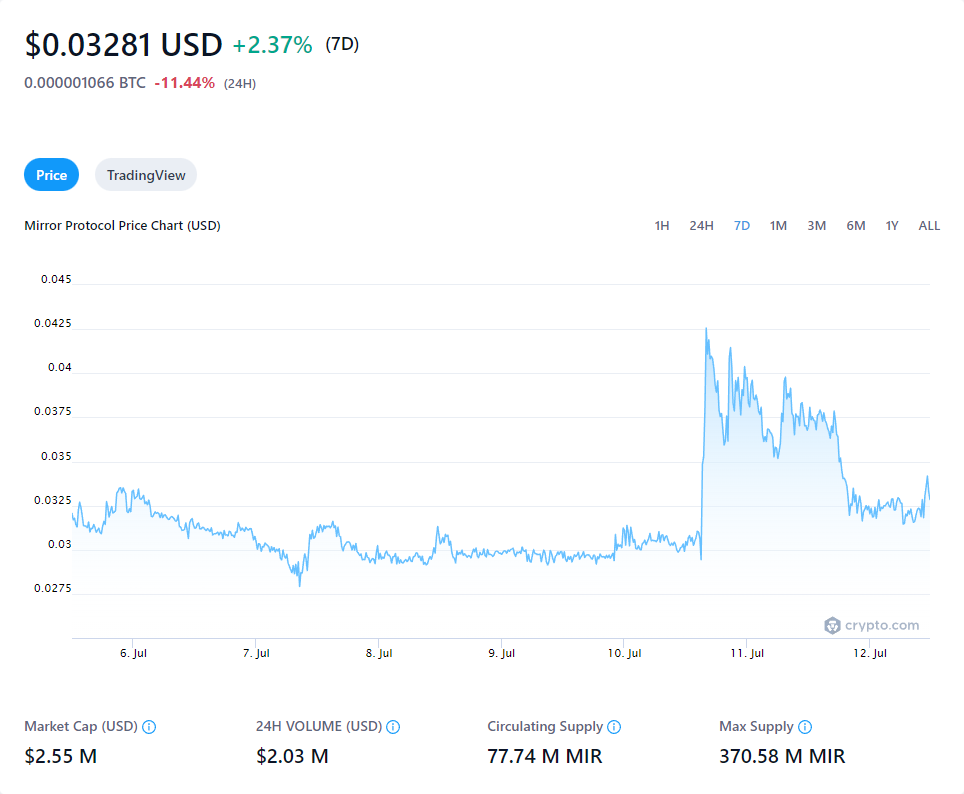 $0.03281 USD +2.37% (7D)
0.000001066 BTC -11.44% (24H)
Price TradingView
Mirror Protocol Price Chart (USD) 1H 24H 7D 1M 3M 6M 1Y ALL
0.045
0.0425
0.04
0.0375
0.035
0.0325
0.03
0.0275
crypto.com
6. Jul 7. Jul 8. Jul 9. Jul 10. Jul 11. Jul 12. Jul
Market Cap (USD) 24H VOLUME (USD) Circulating Supply Max Supply
$2.55 M $2.03 M 77.74 M MIR 370.58 M MIR